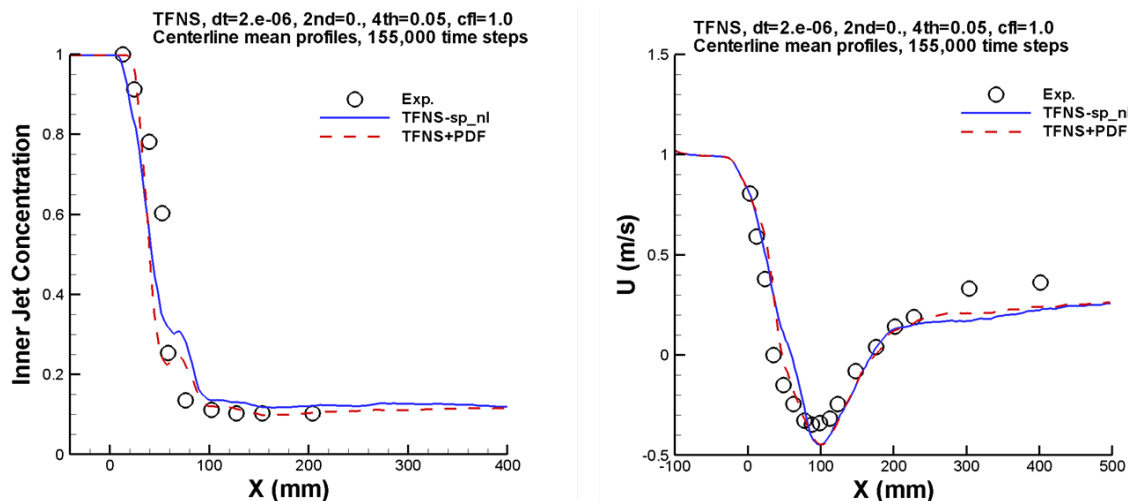 TFNS, dt=2.e-06, 2nd=0., 4th=0.05, cfl=1.0
Centerline mean profiles, 155,000 time steps
Exp.
TFNS-sp_nl
TFNS+PDF
Inner Jet Concentration
1
0.8
0.6
0.4
0.2
0
0
100
200
300
400
X (mm)
TFNS, dt=2.e-06, 2nd=0., 4th=0.05, cfl=1.0
Centerline mean profiles, 155,000 time steps
Exp.
TFNS-sp_nl
TFNS+PDF
U (m/s)
1.5
1
0.5
0
-0.5
-100
0
100
200
300
400
500
X (mm)